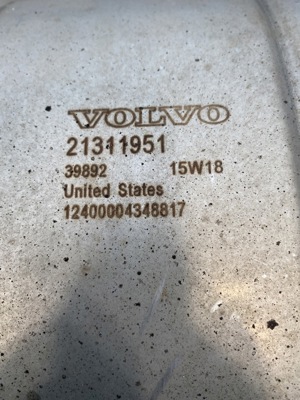 VOLVO
21311951
39892 15W18
United States
12400004348817